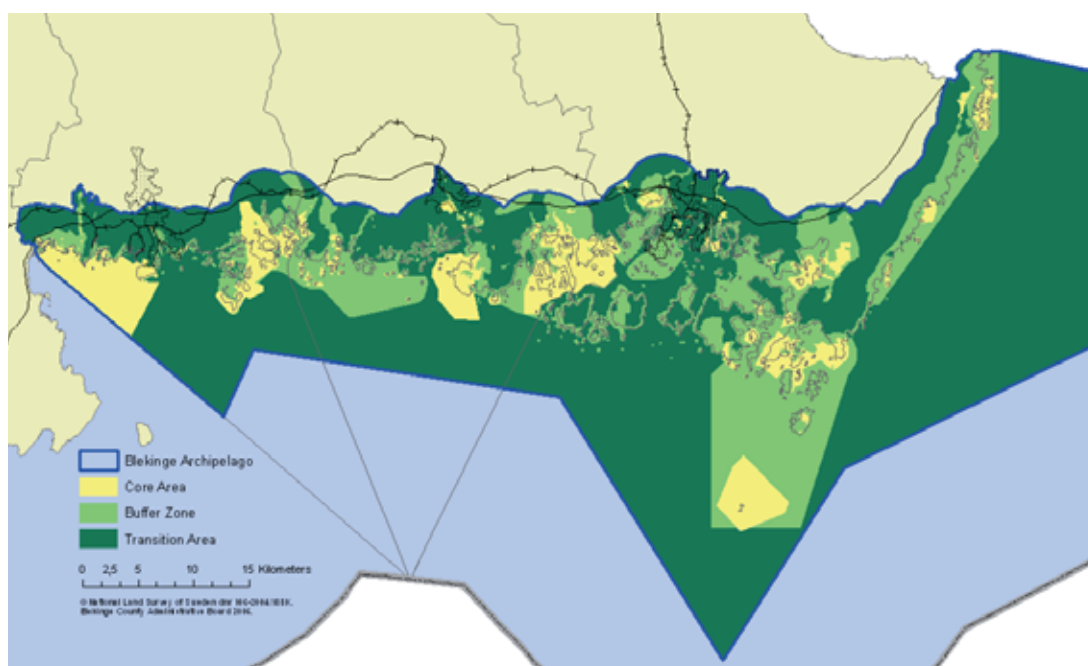 Blekinge Archipelago
Core Area
Buffer Zone
Transition Area
0 2,5 5 10 15 Kilometers
© National Land Survey of Sweden
Blekinge County Administrative Board 2006.
2